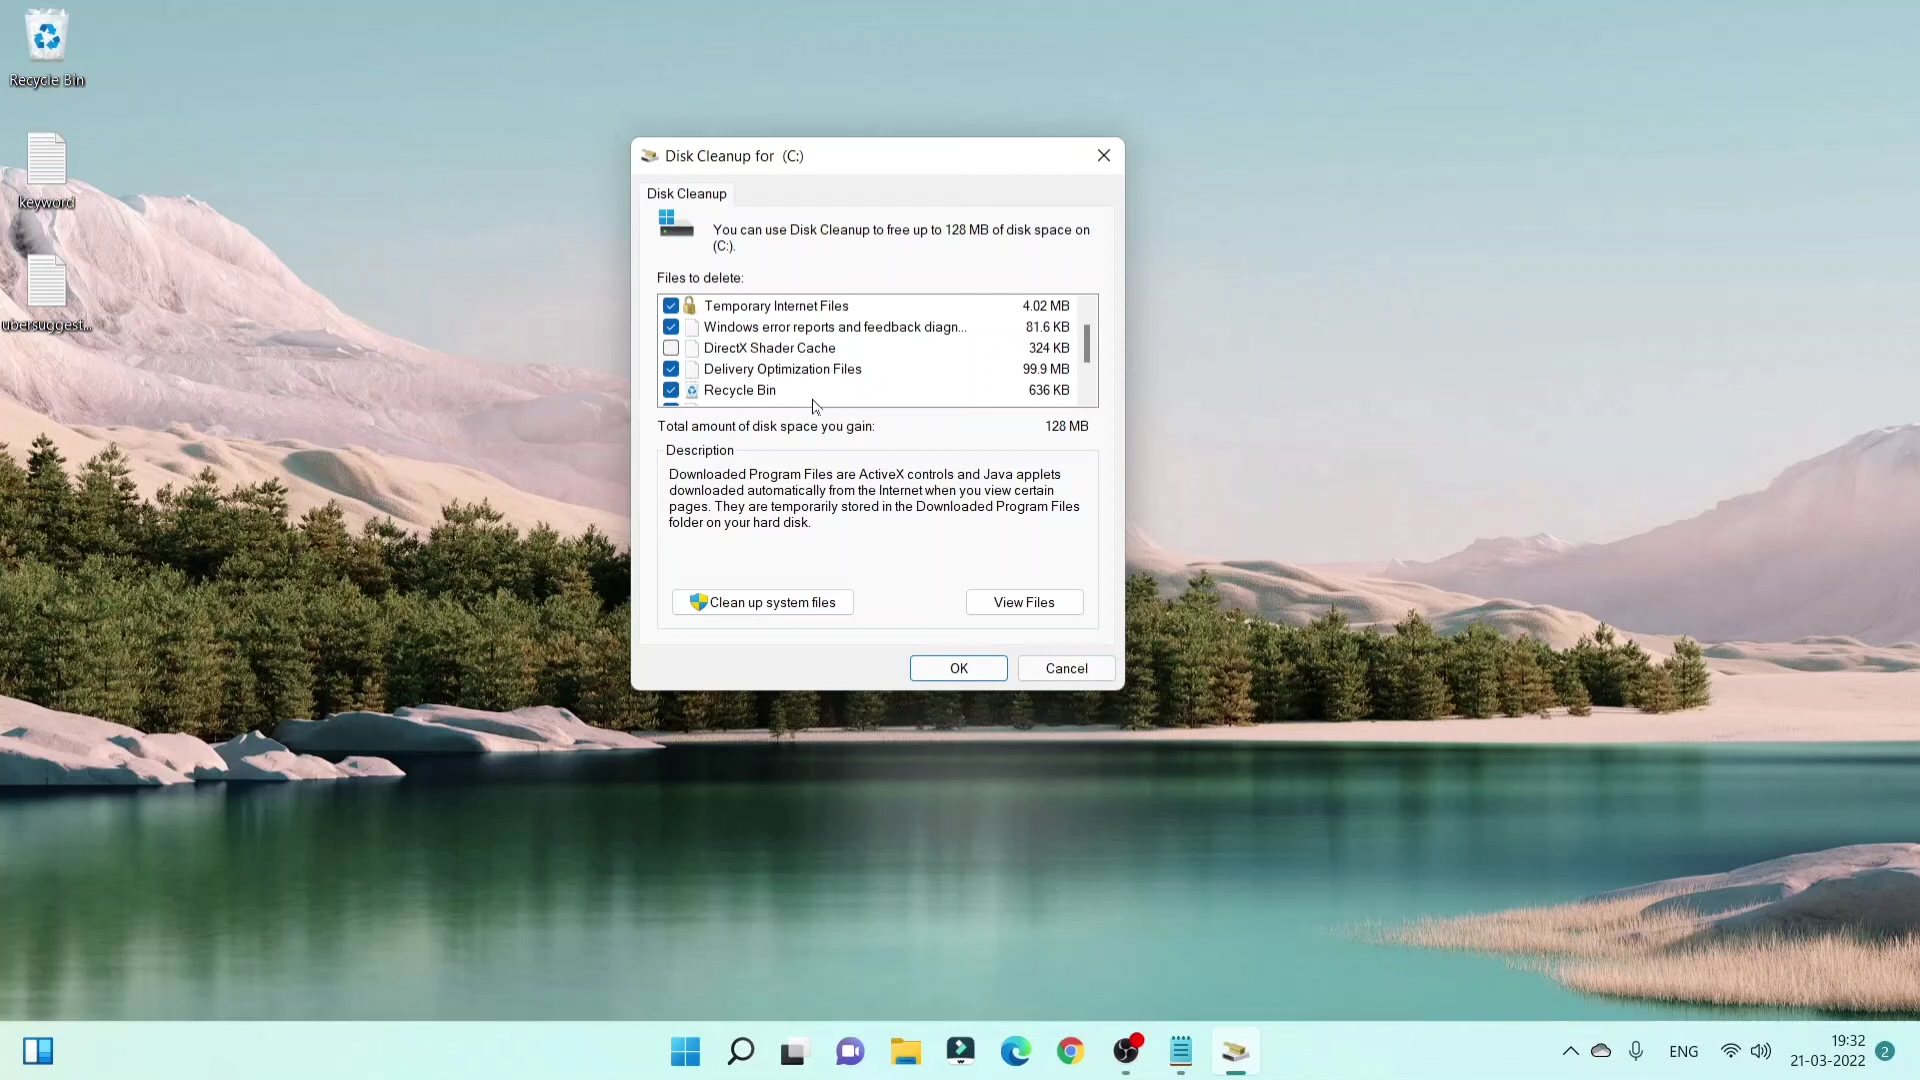 Recycle Bin
keyword
ubersuggest...
Disk Cleanup for (C:)
Disk Cleanup
You can use Disk Cleanup to free up to 128 MB of disk space on
(C:).
Files to delete:
Temporary Internet Files 4.02 MB
Windows error reports and feedback diagn... 81.6 KB
DirectX Shader Cache 324 KB
Delivery Optimization Files 99.9 MB
Recycle Bin 636 KB
Total amount of disk space you gain: 128 MB
Description
Downloaded Program Files are ActiveX controls and Java applets
downloaded automatically from the Internet when you view certain
pages. They are temporarily stored in the Downloaded Program Files
folder on your hard disk.
Clean up system files
View Files
OK
Cancel
ENG
19:32
21-03-2022
2